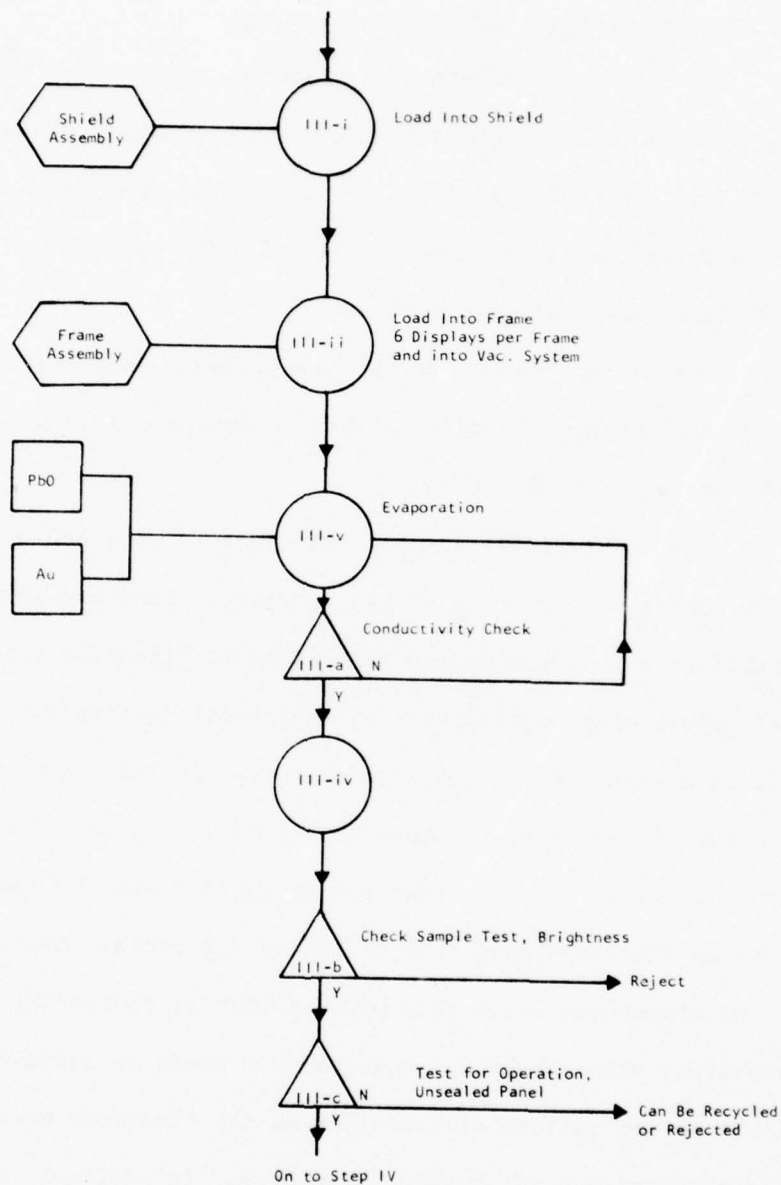 Shield
Assembly
III-i
Load Into Shield
Frame
Assembly
III-ii
Load Into Frame
6 Displays per Frame
and into Vac. System
PbO
Au
III-v
Evaporation
Conductivity Check
III-a
N
Y
III-iv
Check Sample Test, Brightness
III-b
Reject
Y
Test for Operation,
Unsealed Panel
III-c
N
Can Be Recycled
or Rejected
Y
On to Step IV